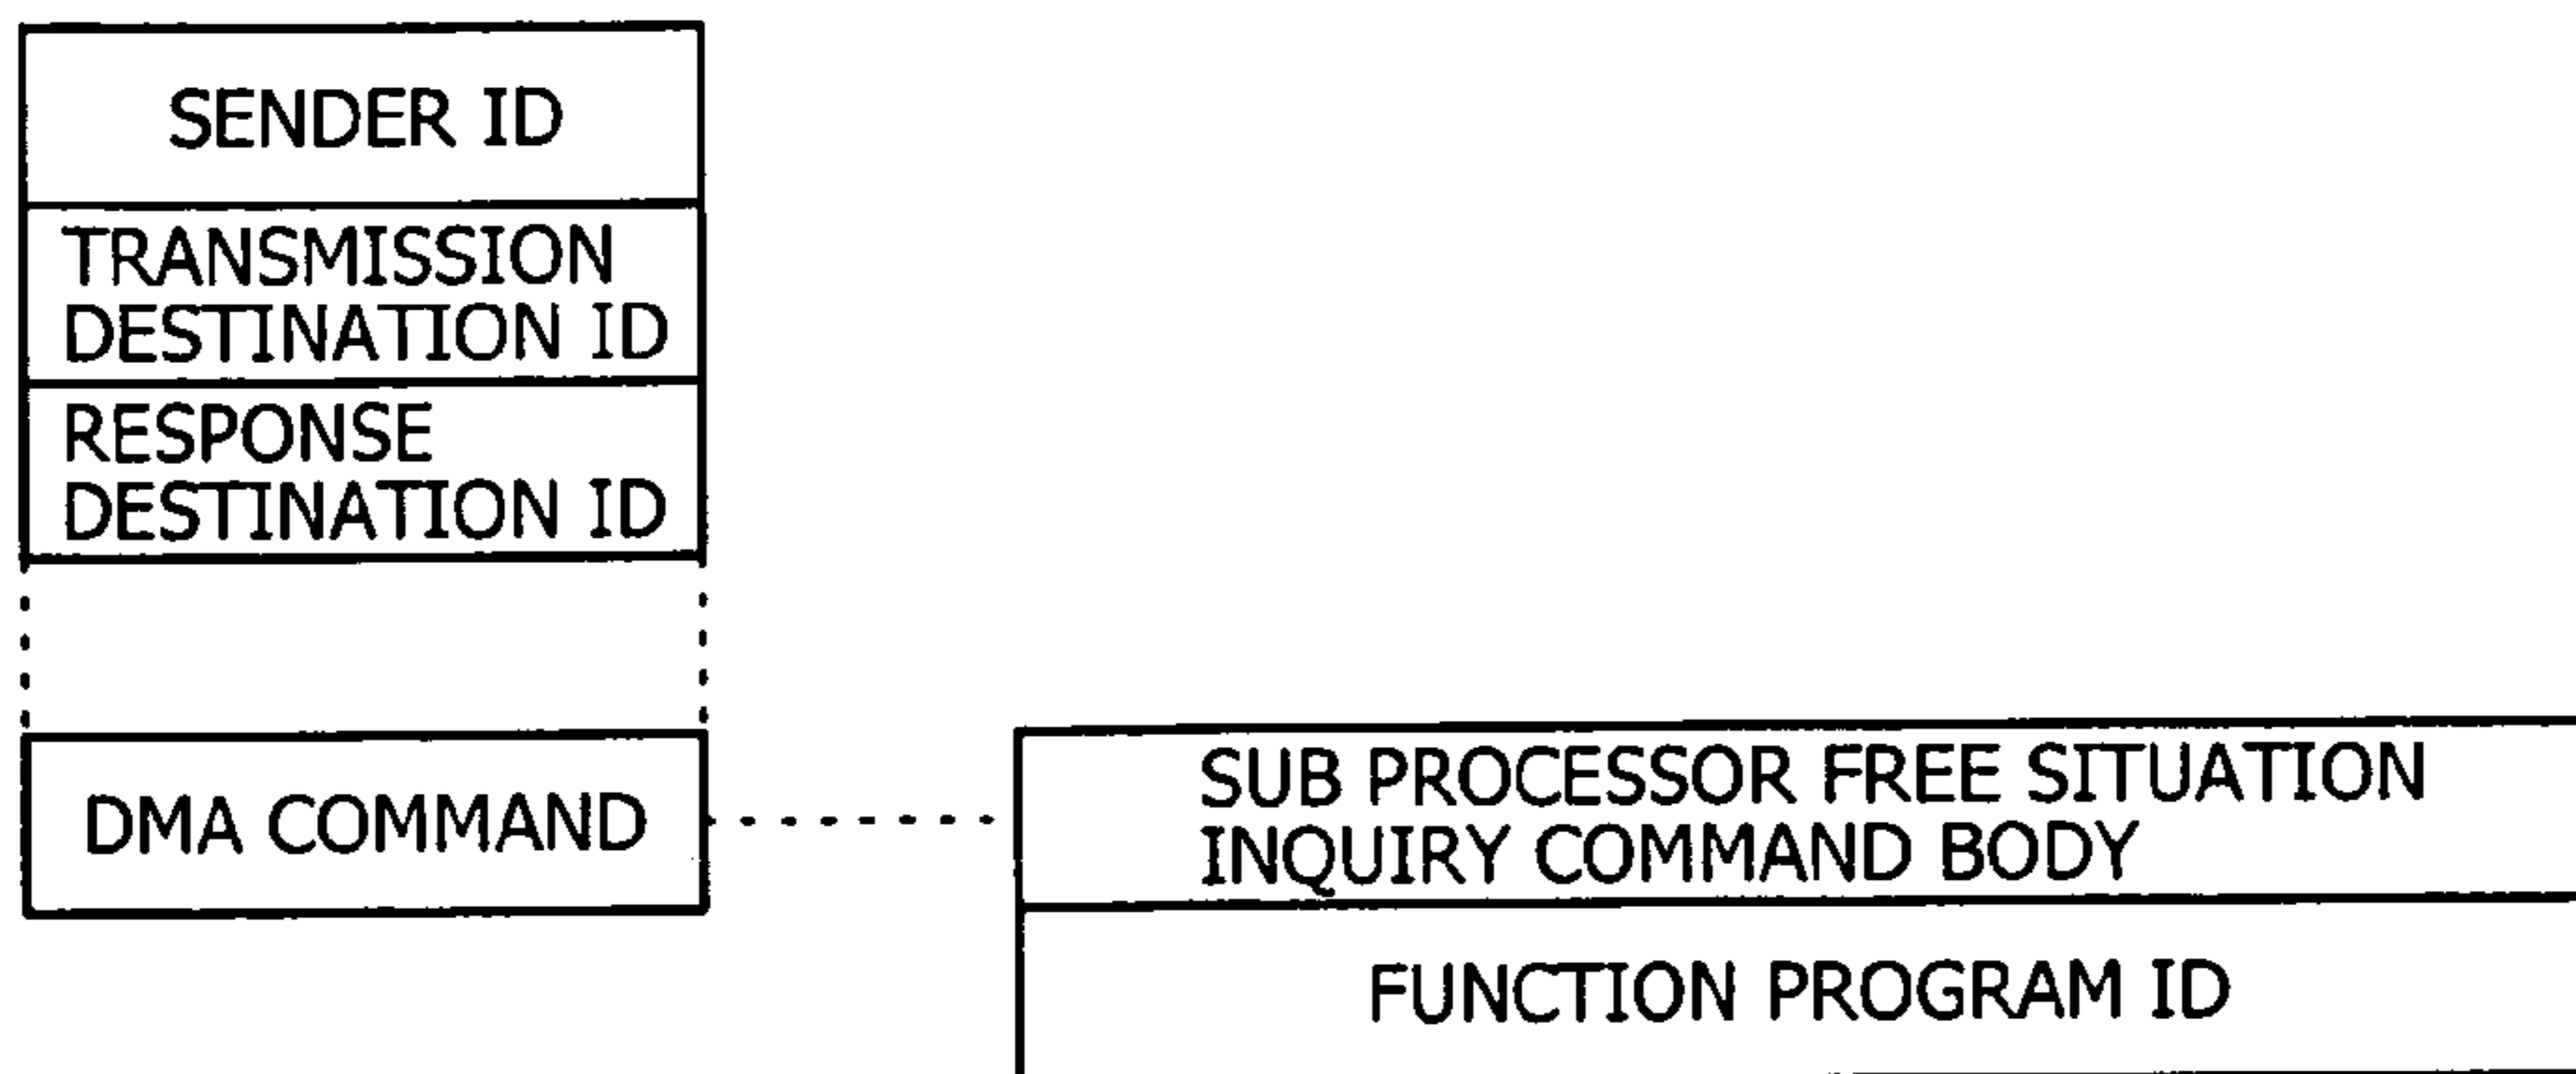 SENDER ID
TRANSMISSION
DESTINATION ID
RESPONSE
DESTINATION ID
DMA COMMAND
SUB PROCESSOR FREE SITUATION
INQUIRY COMMAND BODY
FUNCTION PROGRAM ID